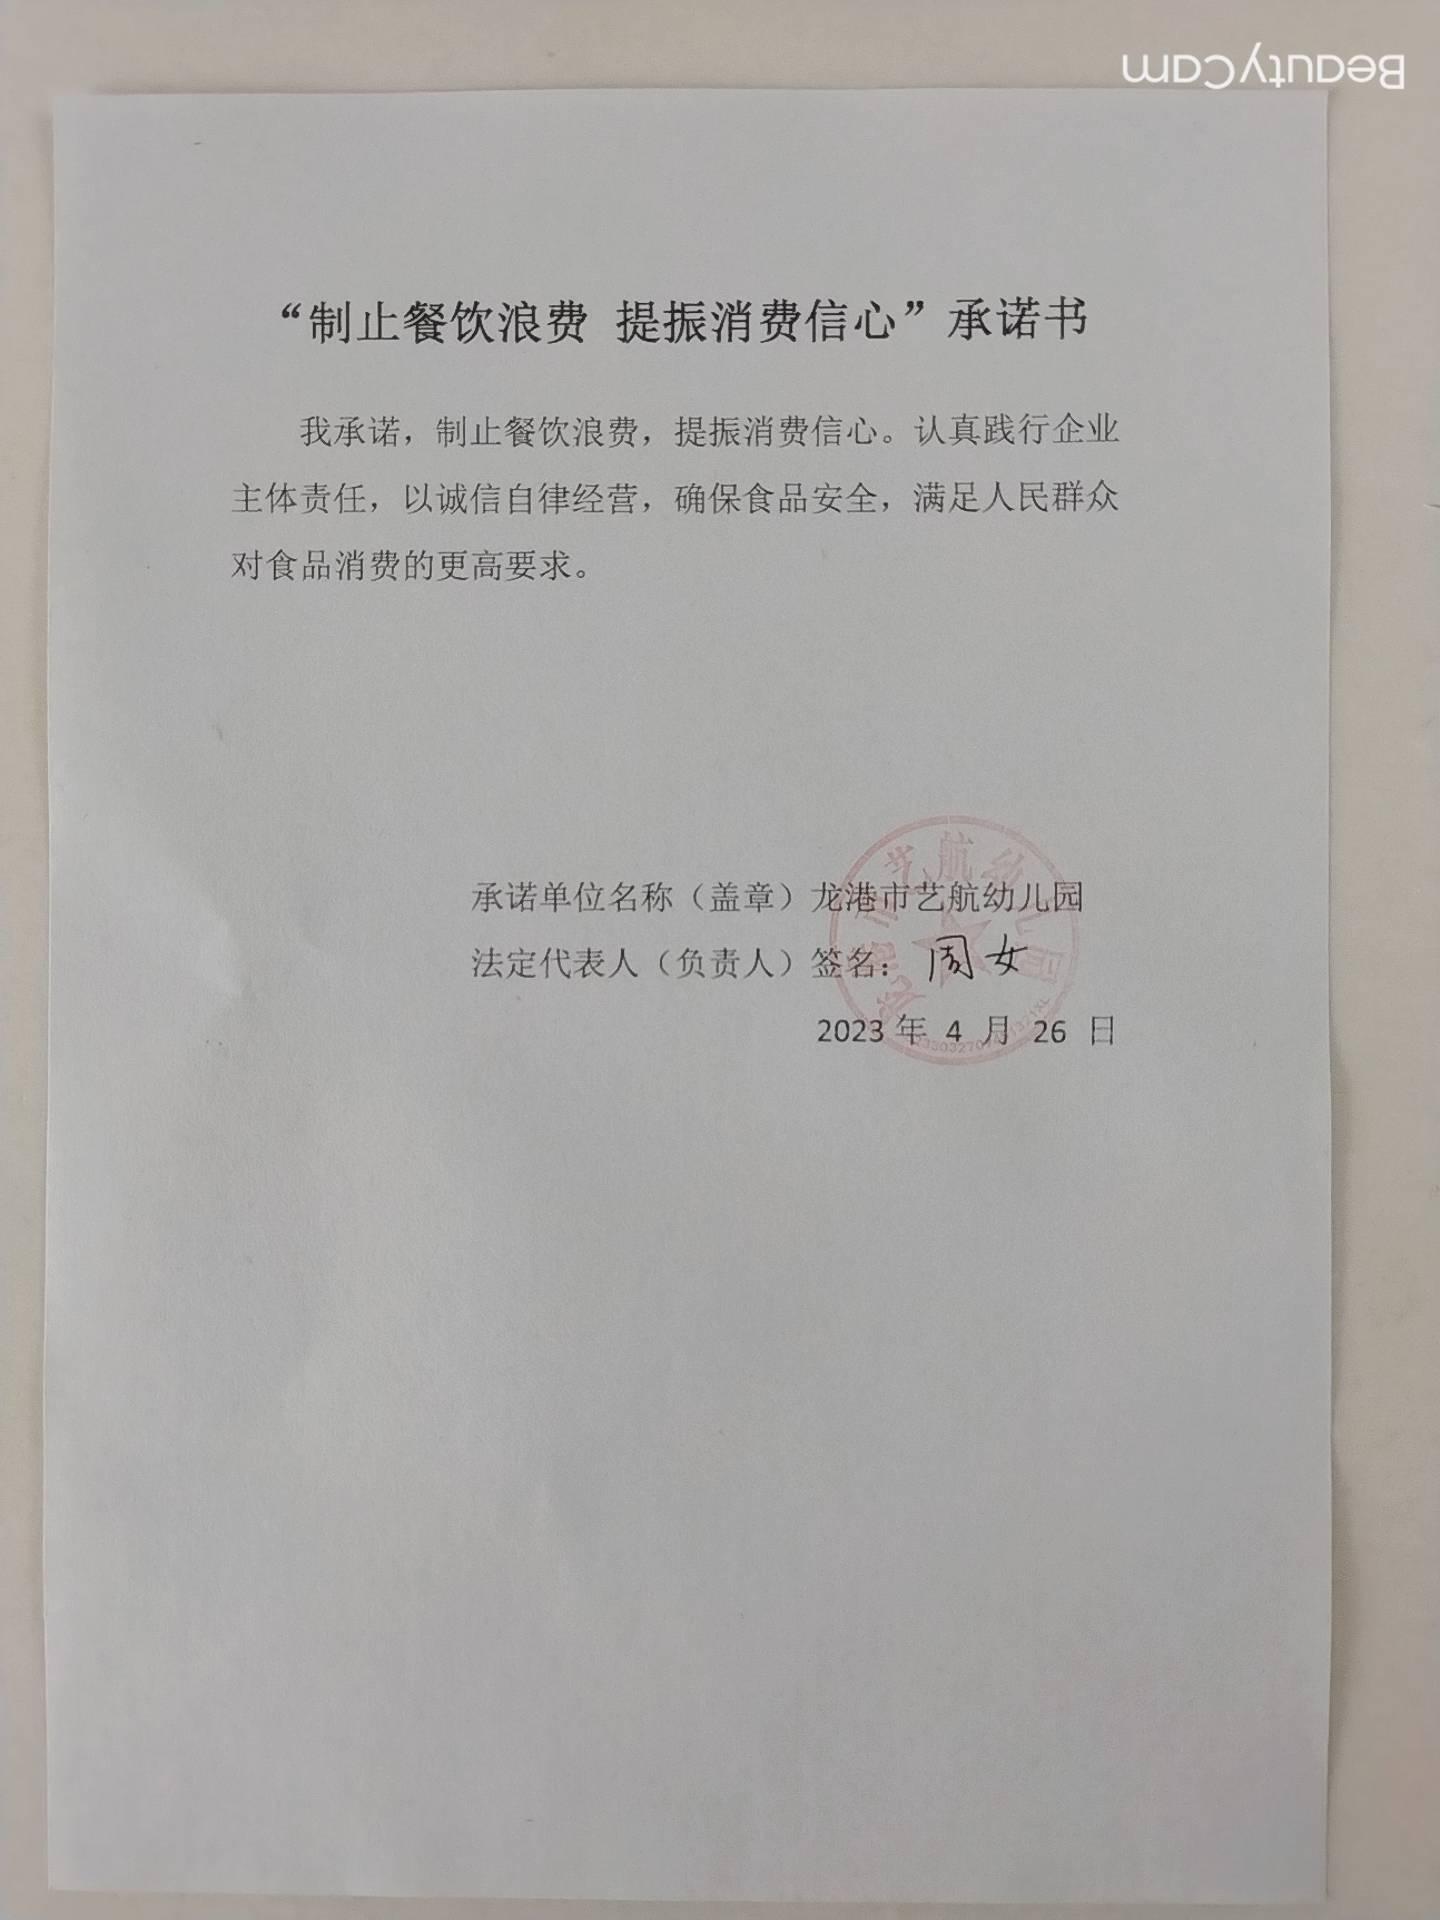 BeautyCam
“制止餐饮浪费 提振消费信心”承诺书
我承诺，制止餐饮浪费，提振消费信心。认真践行企业
主体责任，以诚信自律经营，确保食品安全，满足人民群众
对食品消费的更高要求。
承诺单位名称（盖章）龙港市艺航幼儿园
法定代表人（负责人）签名：周女
2023 年 4 月 26 日